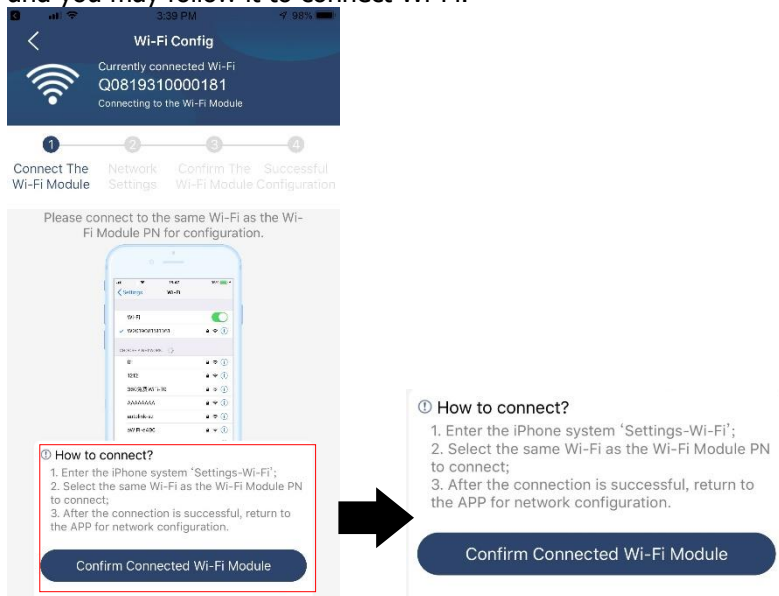 and you may follow it to connect Wi-Fi.
3:39 PM
98%
Wi-Fi Config
Currently connected Wi-Fi
Q0819310000181
Connecting to the Wi-Fi Module
1 2 3 4
Connect The Network Confirm The Successful
Wi-Fi Module Settings Wi-Fi Module Configuration
Please connect to the same Wi-Fi as the Wi-
Fi Module PN for configuration.
Settings Wi-Fi
Wi-Fi
AAAAAAAA
How to connect?
1. Enter the iPhone system ‘Settings-Wi-Fi’;
2. Select the same Wi-Fi as the Wi-Fi Module PN
to connect;
3. After the connection is successful, return to
the APP for network configuration.
Confirm Connected Wi-Fi Module
How to connect?
1. Enter the iPhone system ‘Settings-Wi-Fi’;
2. Select the same Wi-Fi as the Wi-Fi Module PN
to connect;
3. After the connection is successful, return to
the APP for network configuration.
Confirm Connected Wi-Fi Module